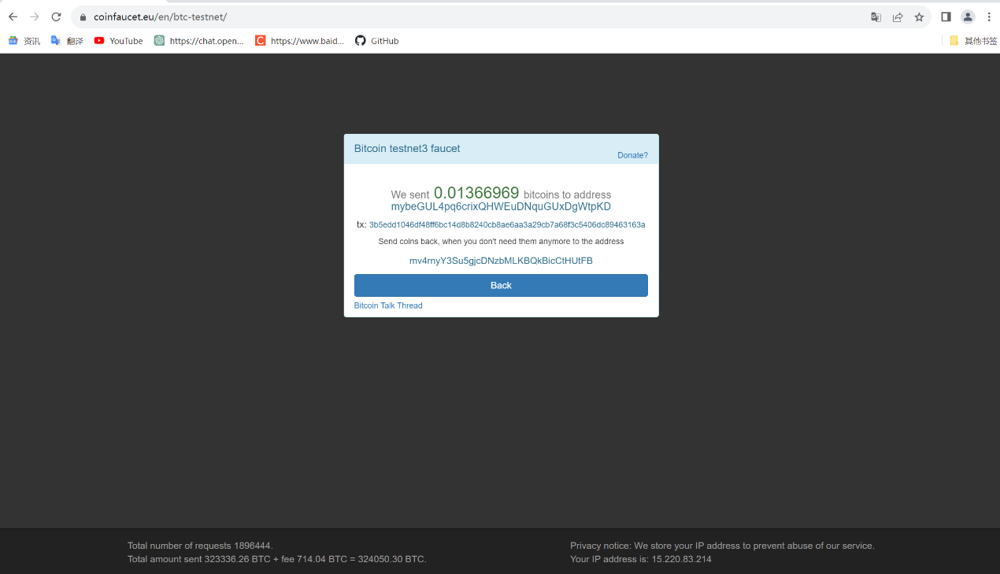 coinfaucet.eu/en/btc-testnet/
资讯 翻译 YouTube https://chat.open... https://www.baid... GitHub 其他书签
Bitcoin testnet3 faucet
Donate?
We sent 0.01366969 bitcoins to address
mybeGUL4pq6crixQHWEuDNquGUxDgWtpKD
tx: 3b5edd1046df48ff6bc14d8b8240cb8ae6aa3a29cb7a68f3c5406dc89463163a
Send coins back, when you don't need them anymore to the address
mv4rnyY3Su5gjcDNzbMLKBQkBicCtHUtFB
Back
Bitcoin Talk Thread
Total number of requests 1896444.
Total amount sent 323336.26 BTC + fee 714.04 BTC = 324050.30 BTC.
Privacy notice: We store your IP address to prevent abuse of our service.
Your IP address is: 15.220.83.214